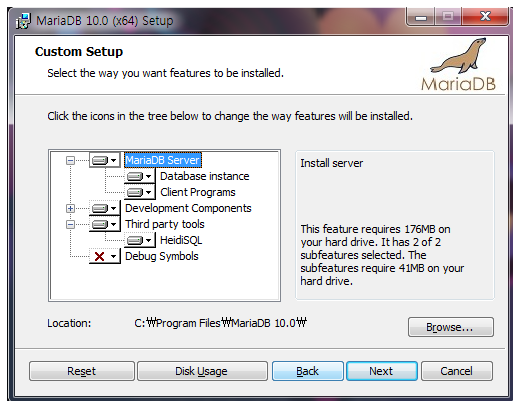 MariaDB 10.0 (x64) Setup
Custom Setup
Select the way you want features to be installed.
MariaDB
Click the icons in the tree below to change the way features will be installed.
MariaDB Server
Database instance
Client Programs
Development Components
Third party tools
HeidiSQL
Debug Symbols
Install server
This feature requires 176MB on
your hard drive. It has 2 of 2
subfeatures selected. The
subfeatures require 41MB on your
hard drive.
Location: C:₩Program Files₩MariaDB 10.0₩
Browse...
Reset Disk Usage Back Next Cancel